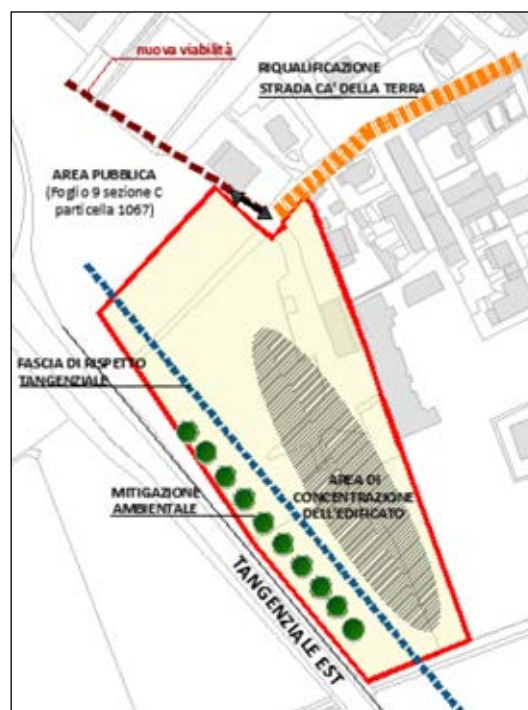 nuova viabilità
RIQUALIFICAZIONE
STRADA CA' DELLA TERRA
AREA PUBBLICA
(Foglio 9 sezione C
particella 1067)
FASCIA DI RISPETTO
TANGENZIALE
MITIGAZIONE
AMBIENTALE
AREA DI
CONCENTRAZIONE
DELL'EDIFICATO
TANGENZIALE EST